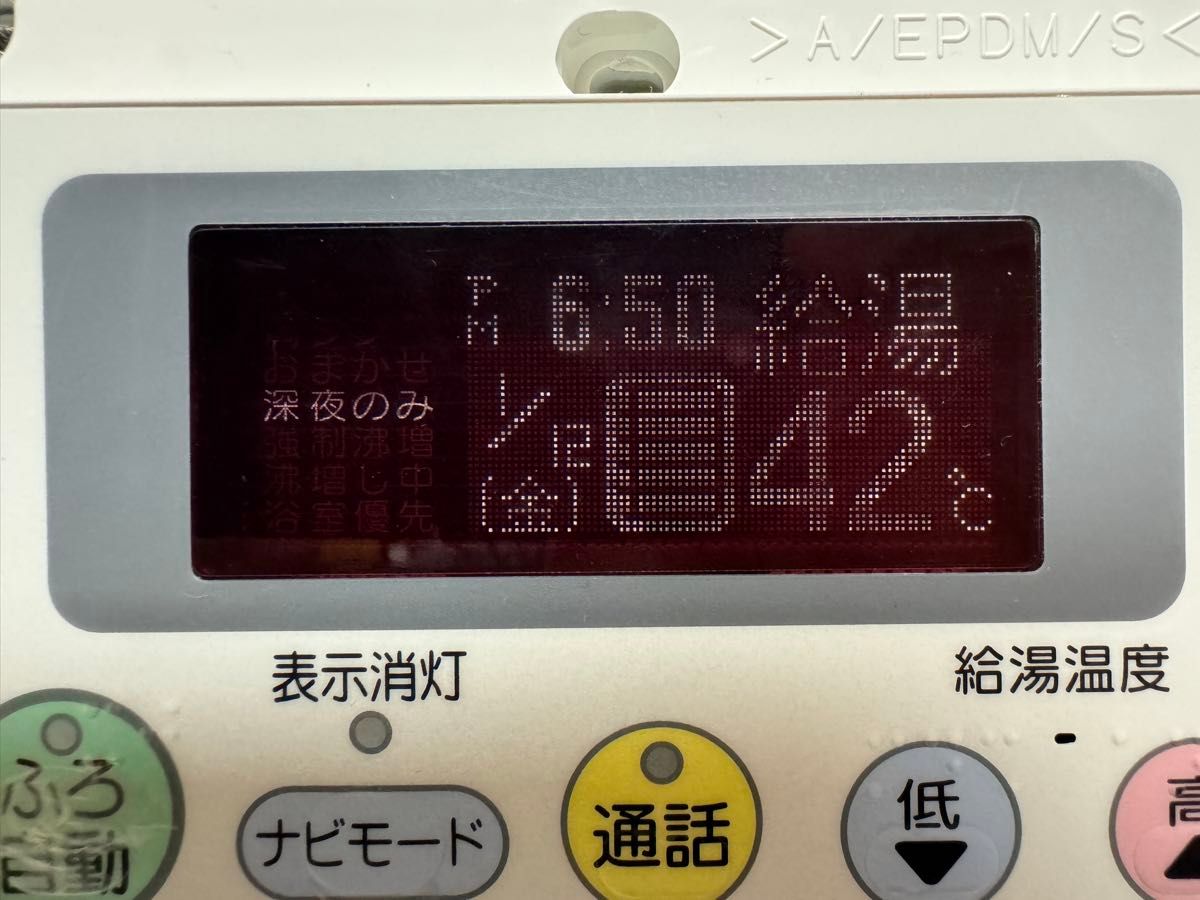 >A/EPDM/S<
PM 6:50 給湯
おまかせ
深夜のみ
強制沸増
沸増し中
浴室優先
(金)
42℃
表示消灯
給湯温度
ふろ
自動
ナビモード
通話
低
高